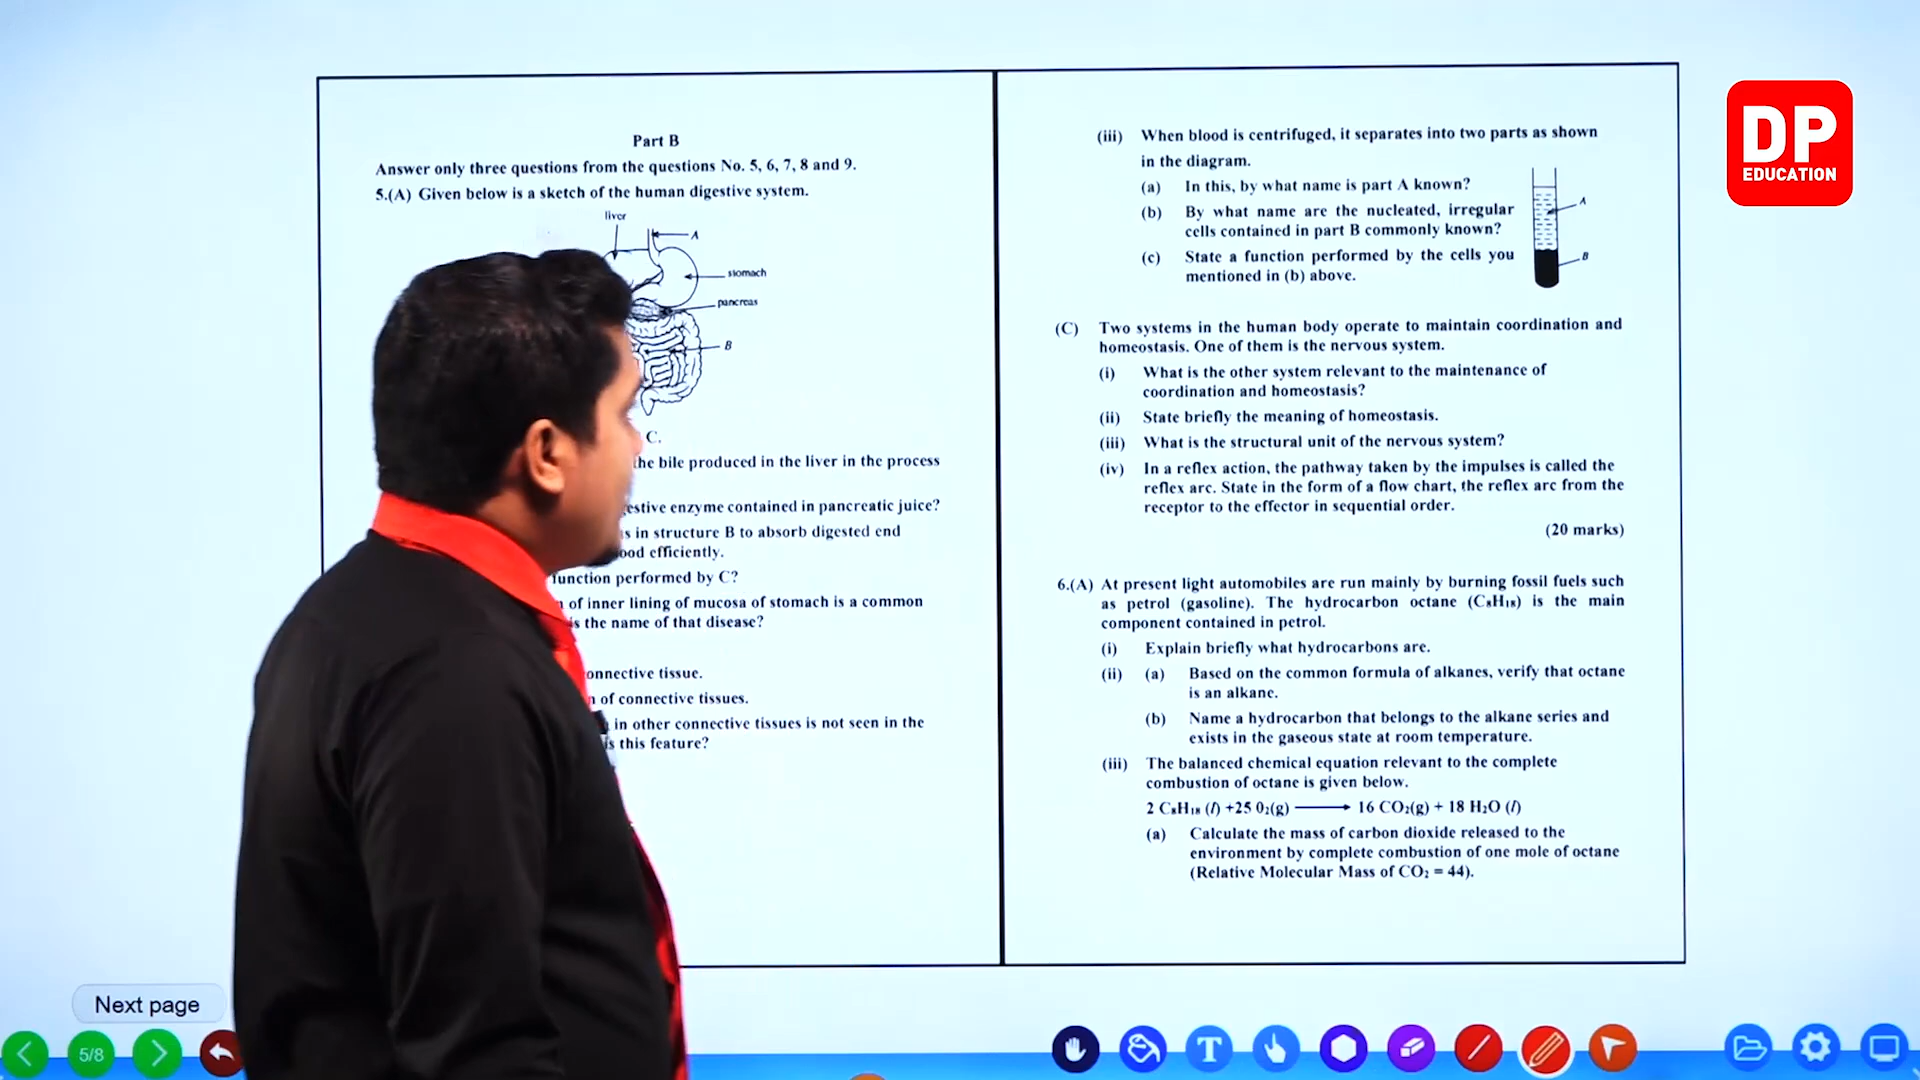 Part B
Answer only three questions from the questions No. 5, 6, 7, 8 and 9.
5.(A) Given below is a sketch of the human digestive system.
liver
A
stomach
pancreas
B
C.
the bile produced in the liver in the process
enzyme contained in pancreatic juice?
in structure B to absorb digested end
efficiently.
function performed by C?
of inner lining of mucosa of stomach is a common
is the name of that disease?
connective tissue.
of connective tissues.
in other connective tissues is not seen in the
is this feature?
(iii) When blood is centrifuged, it separates into two parts as shown
in the diagram.
(a) In this, by what name is part A known?
(b) By what name are the nucleated, irregular
cells contained in part B commonly known?
(c) State a function performed by the cells you
mentioned in (b) above.
A
B
(C) Two systems in the human body operate to maintain coordination and
homeostasis. One of them is the nervous system.
(i) What is the other system relevant to the maintenance of
coordination and homeostasis?
(ii) State briefly the meaning of homeostasis.
(iii) What is the structural unit of the nervous system?
(iv) In a reflex action, the pathway taken by the impulses is called the
reflex arc. State in the form of a flow chart, the reflex arc from the
receptor to the effector in sequential order.
(20 marks)
6.(A) At present light automobiles are run mainly by burning fossil fuels such
as petrol (gasoline). The hydrocarbon octane (C₈H₁₈) is the main
component contained in petrol.
(i) Explain briefly what hydrocarbons are.
(ii) (a) Based on the common formula of alkanes, verify that octane
is an alkane.
(b) Name a hydrocarbon that belongs to the alkane series and
exists in the gaseous state at room temperature.
(iii) The balanced chemical equation relevant to the complete
combustion of octane is given below.
2 C₈H₁₈ (l) +25 0₂(g) ⟶ 16 CO₂(g) + 18 H₂O (l)
(a) Calculate the mass of carbon dioxide released to the
environment by complete combustion of one mole of octane
(Relative Molecular Mass of CO₂ = 44).
DP
EDUCATION
Next page
5/8
T